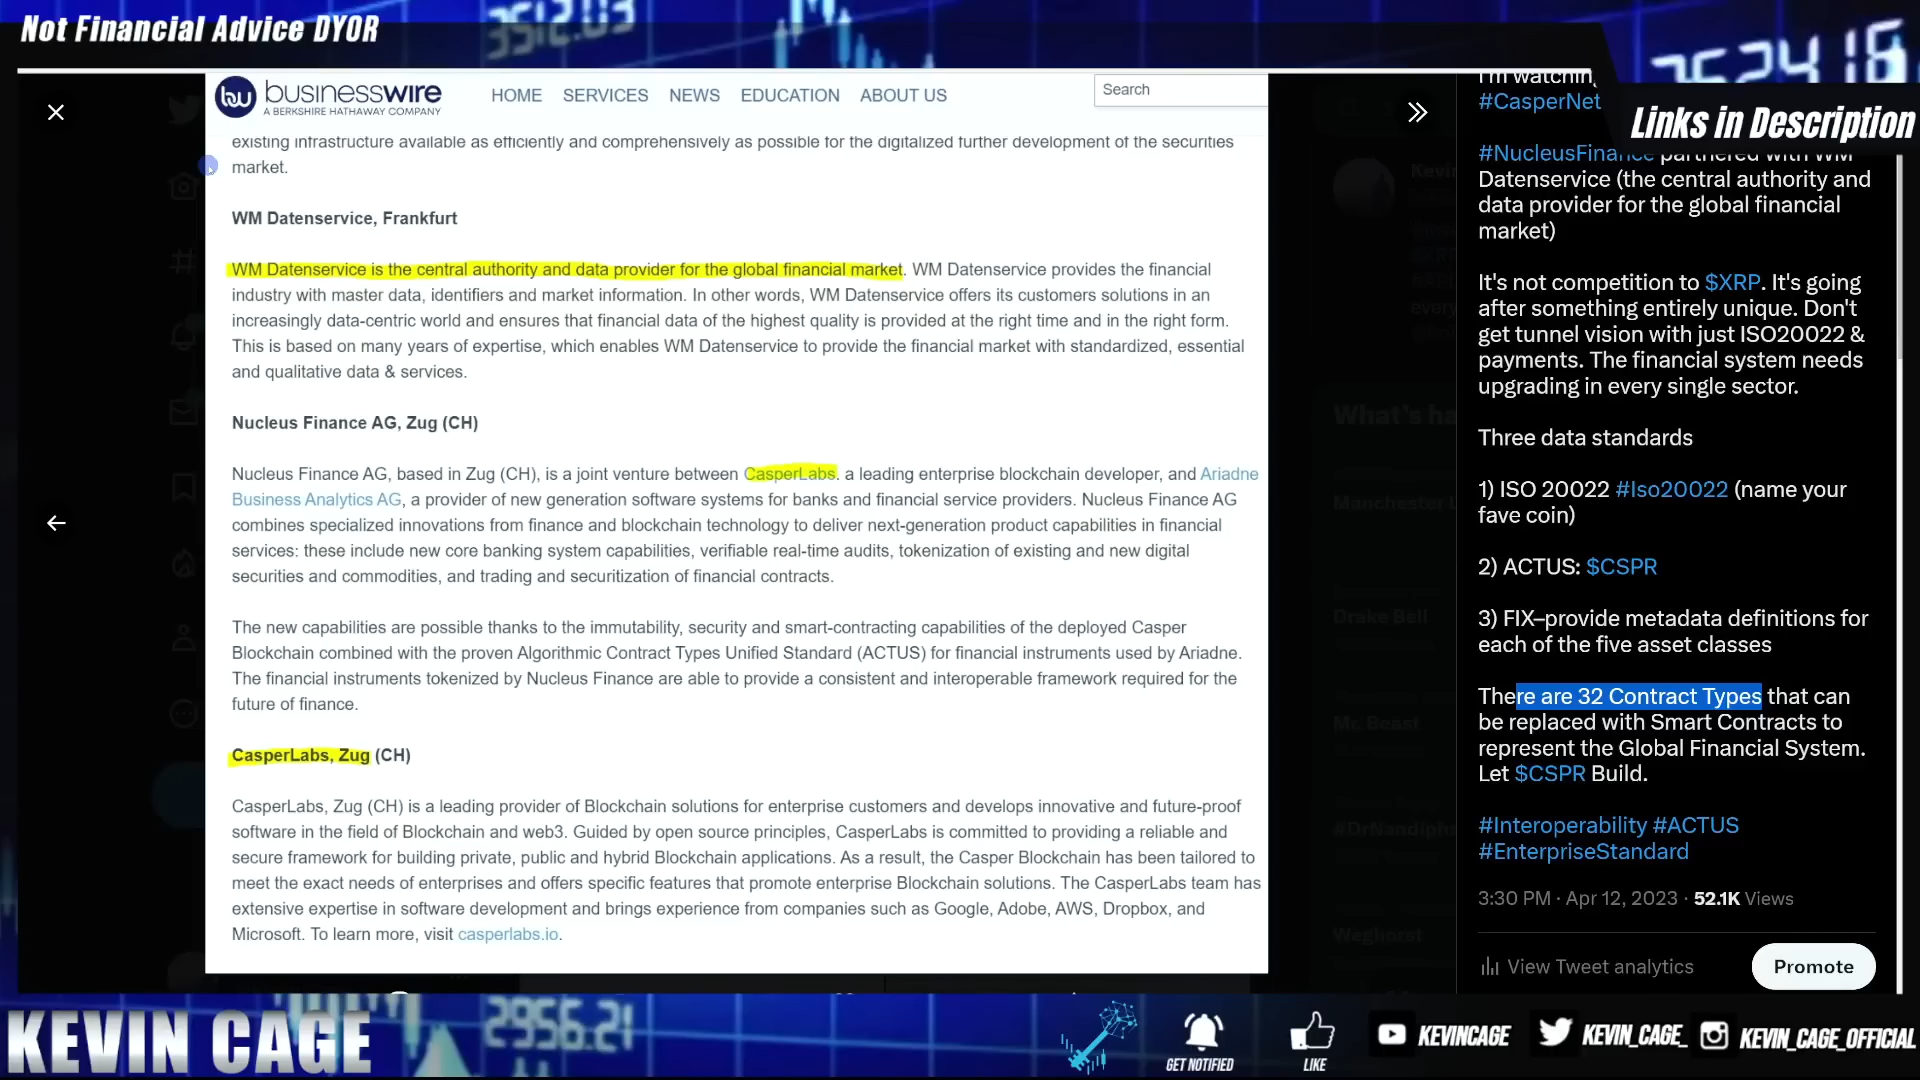 Not Financial Advice DYOR
3512.03
businesswire
A BERKSHIRE HATHAWAY COMPANY
HOME SERVICES NEWS EDUCATION ABOUT US
Search
existing infrastructure available as efficiently and comprehensively as possible for the digitalized further development of the securities
market.
WM Datenservice, Frankfurt
WM Datenservice is the central authority and data provider for the global financial market. WM Datenservice provides the financial
industry with master data, identifiers and market information. In other words, WM Datenservice offers its customers solutions in an
increasingly data-centric world and ensures that financial data of the highest quality is provided at the right time and in the right form.
This is based on many years of expertise, which enables WM Datenservice to provide the financial market with standardized, essential
and qualitative data & services.
Nucleus Finance AG, Zug (CH)
Nucleus Finance AG, based in Zug (CH), is a joint venture between CasperLabs. a leading enterprise blockchain developer, and Ariadne
Business Analytics AG, a provider of new generation software systems for banks and financial service providers. Nucleus Finance AG
combines specialized innovations from finance and blockchain technology to deliver next-generation product capabilities in financial
services: these include new core banking system capabilities, verifiable real-time audits, tokenization of existing and new digital
securities and commodities, and trading and securitization of financial contracts.
The new capabilities are possible thanks to the immutability, security and smart-contracting capabilities of the deployed Casper
Blockchain combined with the proven Algorithmic Contract Types Unified Standard (ACTUS) for financial instruments used by Ariadne.
The financial instruments tokenized by Nucleus Finance are able to provide a consistent and interoperable framework required for the
future of finance.
CasperLabs, Zug (CH)
CasperLabs, Zug (CH) is a leading provider of Blockchain solutions for enterprise customers and develops innovative and future-proof
software in the field of Blockchain and web3. Guided by open source principles, CasperLabs is committed to providing a reliable and
secure framework for building private, public and hybrid Blockchain applications. As a result, the Casper Blockchain has been tailored to
meet the exact needs of enterprises and offers specific features that promote enterprise Blockchain solutions. The CasperLabs team has
extensive expertise in software development and brings experience from companies such as Google, Adobe, AWS, Dropbox, and
Microsoft. To learn more, visit casperlabs.io.
What's ha
Manchester
Drake Bell
Mr. Beast
Weghorst
Links in Description
I'm watchin
#CasperNet
#NucleusFinance partnered with WM
Datenservice (the central authority and
data provider for the global financial
market)
It's not competition to $XRP. It's going
after something entirely unique. Don't
get tunnel vision with just ISO20022 &
payments. The financial system needs
upgrading in every single sector.
Three data standards
1) ISO 20022 #Iso20022 (name your
fave coin)
2) ACTUS: $CSPR
3) FIX–provide metadata definitions for
each of the five asset classes
There are 32 Contract Types that can
be replaced with Smart Contracts to
represent the Global Financial System.
Let $CSPR Build.
#Interoperability #ACTUS
#EnterpriseStandard
3:30 PM · Apr 12, 2023 · 52.1K Views
View Tweet analytics
Promote
KEVIN CAGE
2956.21
GET NOTIFIED
LIKE
KEVINCAGE
KEVIN_CAGE_
KEVIN_CAGE_OFFICIAL